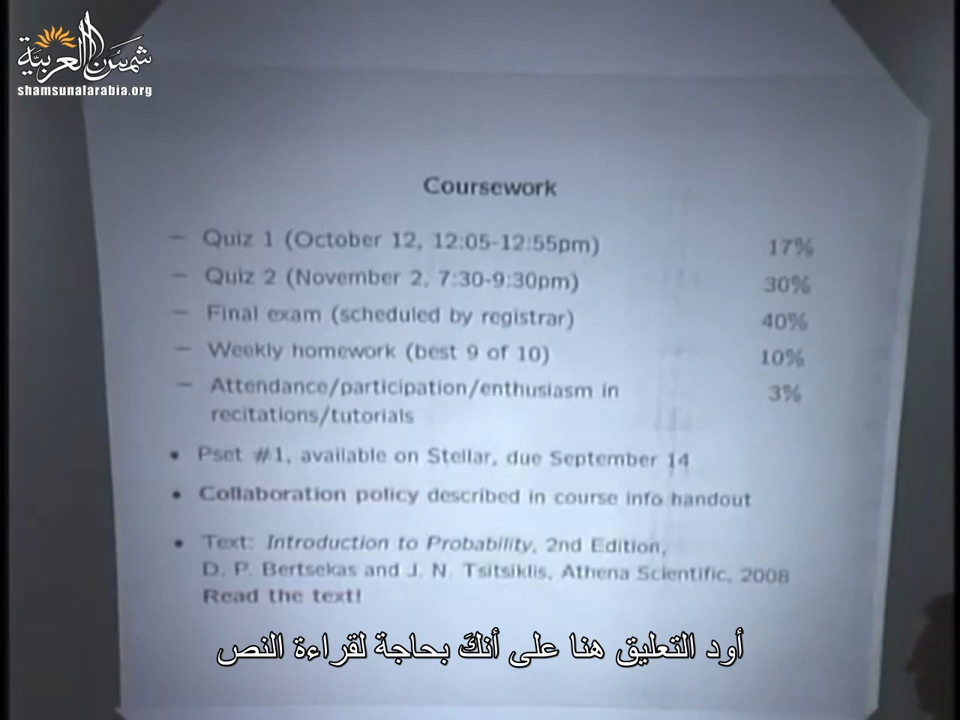 شمس العربية
shamsunalarabia.org
Coursework
– Quiz 1 (October 12, 12:05-12:55pm) 17%
– Quiz 2 (November 2, 7:30-9:30pm) 30%
– Final exam (scheduled by registrar) 40%
– Weekly homework (best 9 of 10) 10%
– Attendance/participation/enthusiasm in 3%
recitations/tutorials
• Pset #1, available on Stellar, due September 14
• Collaboration policy described in course info handout
• Text: Introduction to Probability, 2nd Edition,
D. P. Bertsekas and J. N. Tsitsiklis, Athena Scientific, 2008
Read the text!
أود التعليق هنا على أنكَ بحاجة لقراءة النص